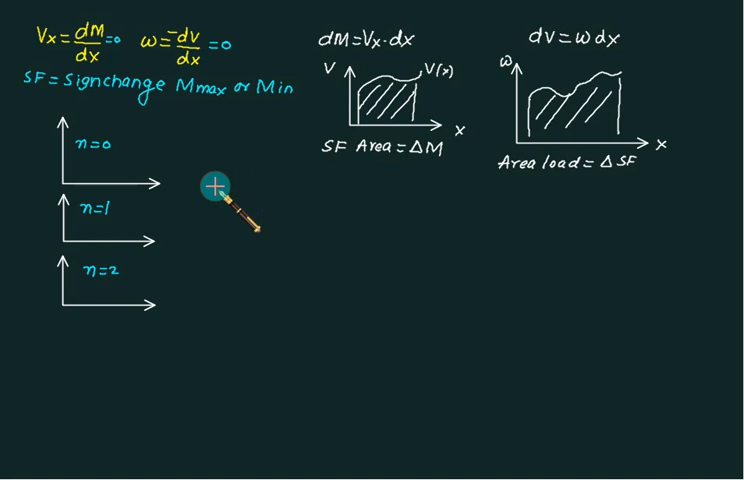 Vx = dM/dx = 0   ω = -dv/dx = 0
SF = Signchange Mmax or Min
n=0
n=1
n=2
dM = Vx · dx
V
V(x)
x
SF Area = ΔM
dV = ω dx
ω
x
Area load = Δ SF